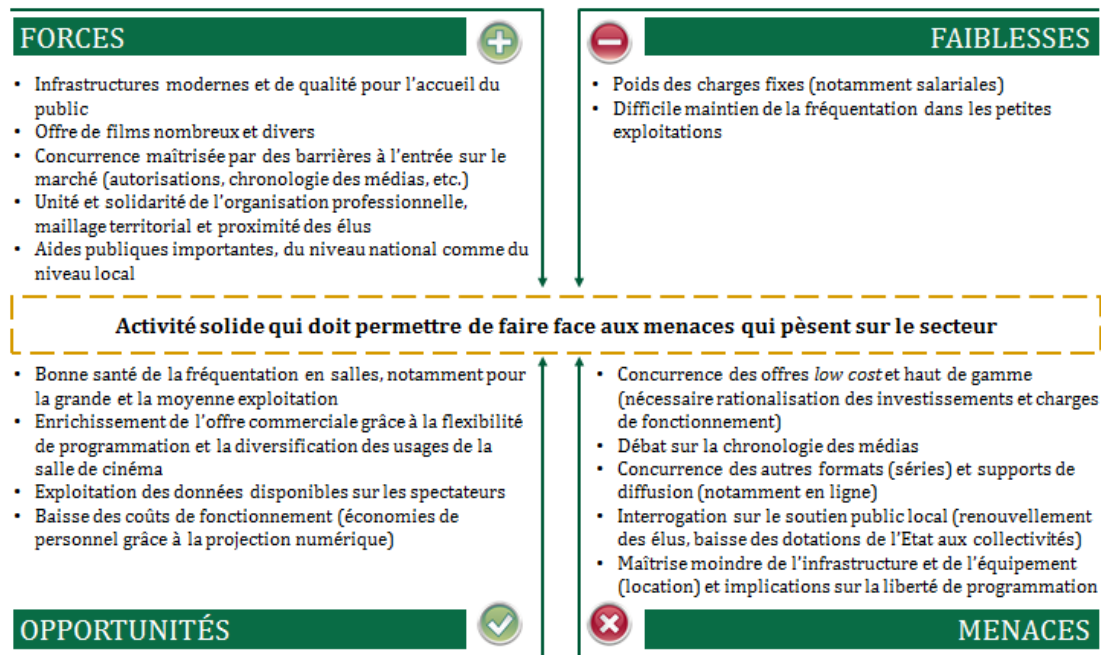 FORCES
• Infrastructures modernes et de qualité pour l'accueil du
public
• Offre de films nombreux et divers
• Concurrence maîtrisée par des barrières à l'entrée sur le
marché (autorisations, chronologie des médias, etc.)
• Unité et solidarité de l'organisation professionnelle,
maillage territorial et proximité des élus
• Aides publiques importantes, du niveau national comme du
niveau local
FAIBLESSES
• Poids des charges fixes (notamment salariales)
• Difficile maintien de la fréquentation dans les petites
exploitations
Activité solide qui doit permettre de faire face aux menaces qui pèsent sur le secteur
• Bonne santé de la fréquentation en salles, notamment pour
la grande et la moyenne exploitation
• Enrichissement de l'offre commerciale grâce à la flexibilité
de programmation et la diversification des usages de la
salle de cinéma
• Exploitation des données disponibles sur les spectateurs
• Baisse des coûts de fonctionnement (économies de
personnel grâce à la projection numérique)
OPPORTUNITÉS
• Concurrence des offres low cost et haut de gamme
(nécessaire rationalisation des investissements et charges
de fonctionnement)
• Débat sur la chronologie des médias
• Concurrence des autres formats (séries) et supports de
diffusion (notamment en ligne)
• Interrogation sur le soutien public local (renouvellement
des élus, baisse des dotations de l'Etat aux collectivités)
• Maîtrise moindre de l'infrastructure et de l'équipement
(location) et implications sur la liberté de programmation
MENACES